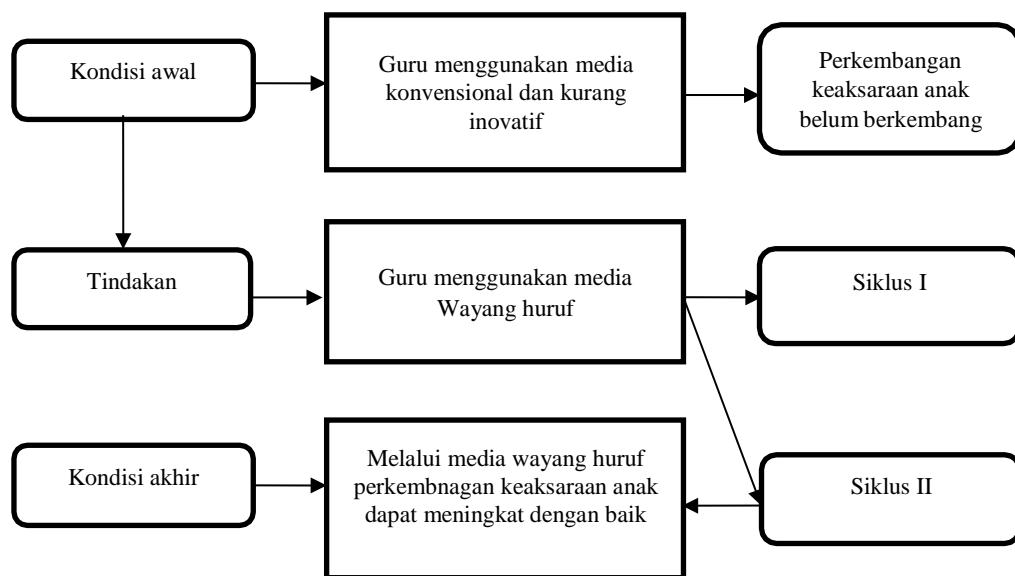 Kondisi awal
Guru menggunakan media
konvensional dan kurang
inovatif
Perkembangan
keaksaraan anak
belum berkembang
Tindakan
Guru menggunakan media
Wayang huruf
Siklus I
Kondisi akhir
Melalui media wayang huruf
perkembnagan keaksaraan anak
dapat meningkat dengan baik
Siklus II